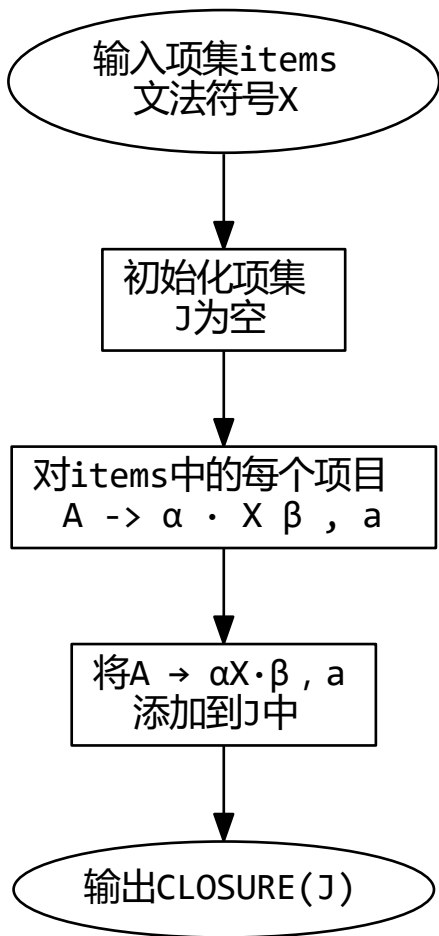 输入项集items
文法符号X
初始化项集
J为空
对items中的每个项目
A -> α · X β , a
将A → αX·β，a
添加到J中
输出CLOSURE(J)